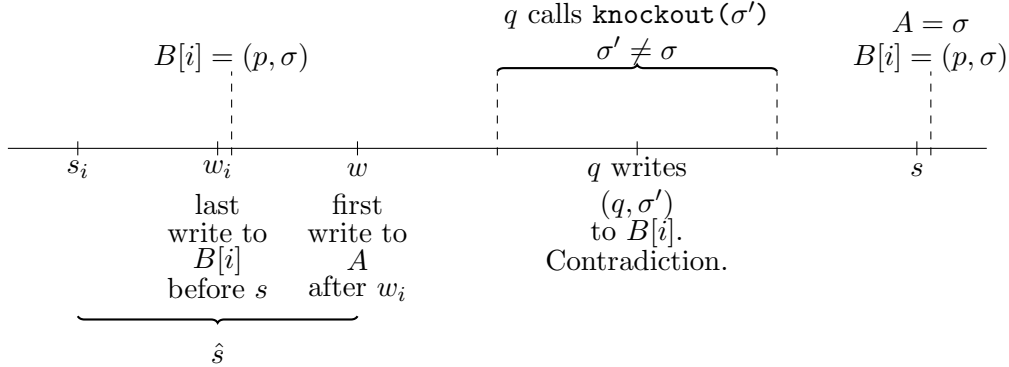 q calls knockout(σ′)
σ′ ≠ σ
A = σ
B[i] = (p, σ)
B[i] = (p, σ)
s_i
w_i
w
q writes
(q, σ′)
to B[i].
Contradiction.
s
last
write to
B[i]
before s
first
write to
A
after w_i
ŝ